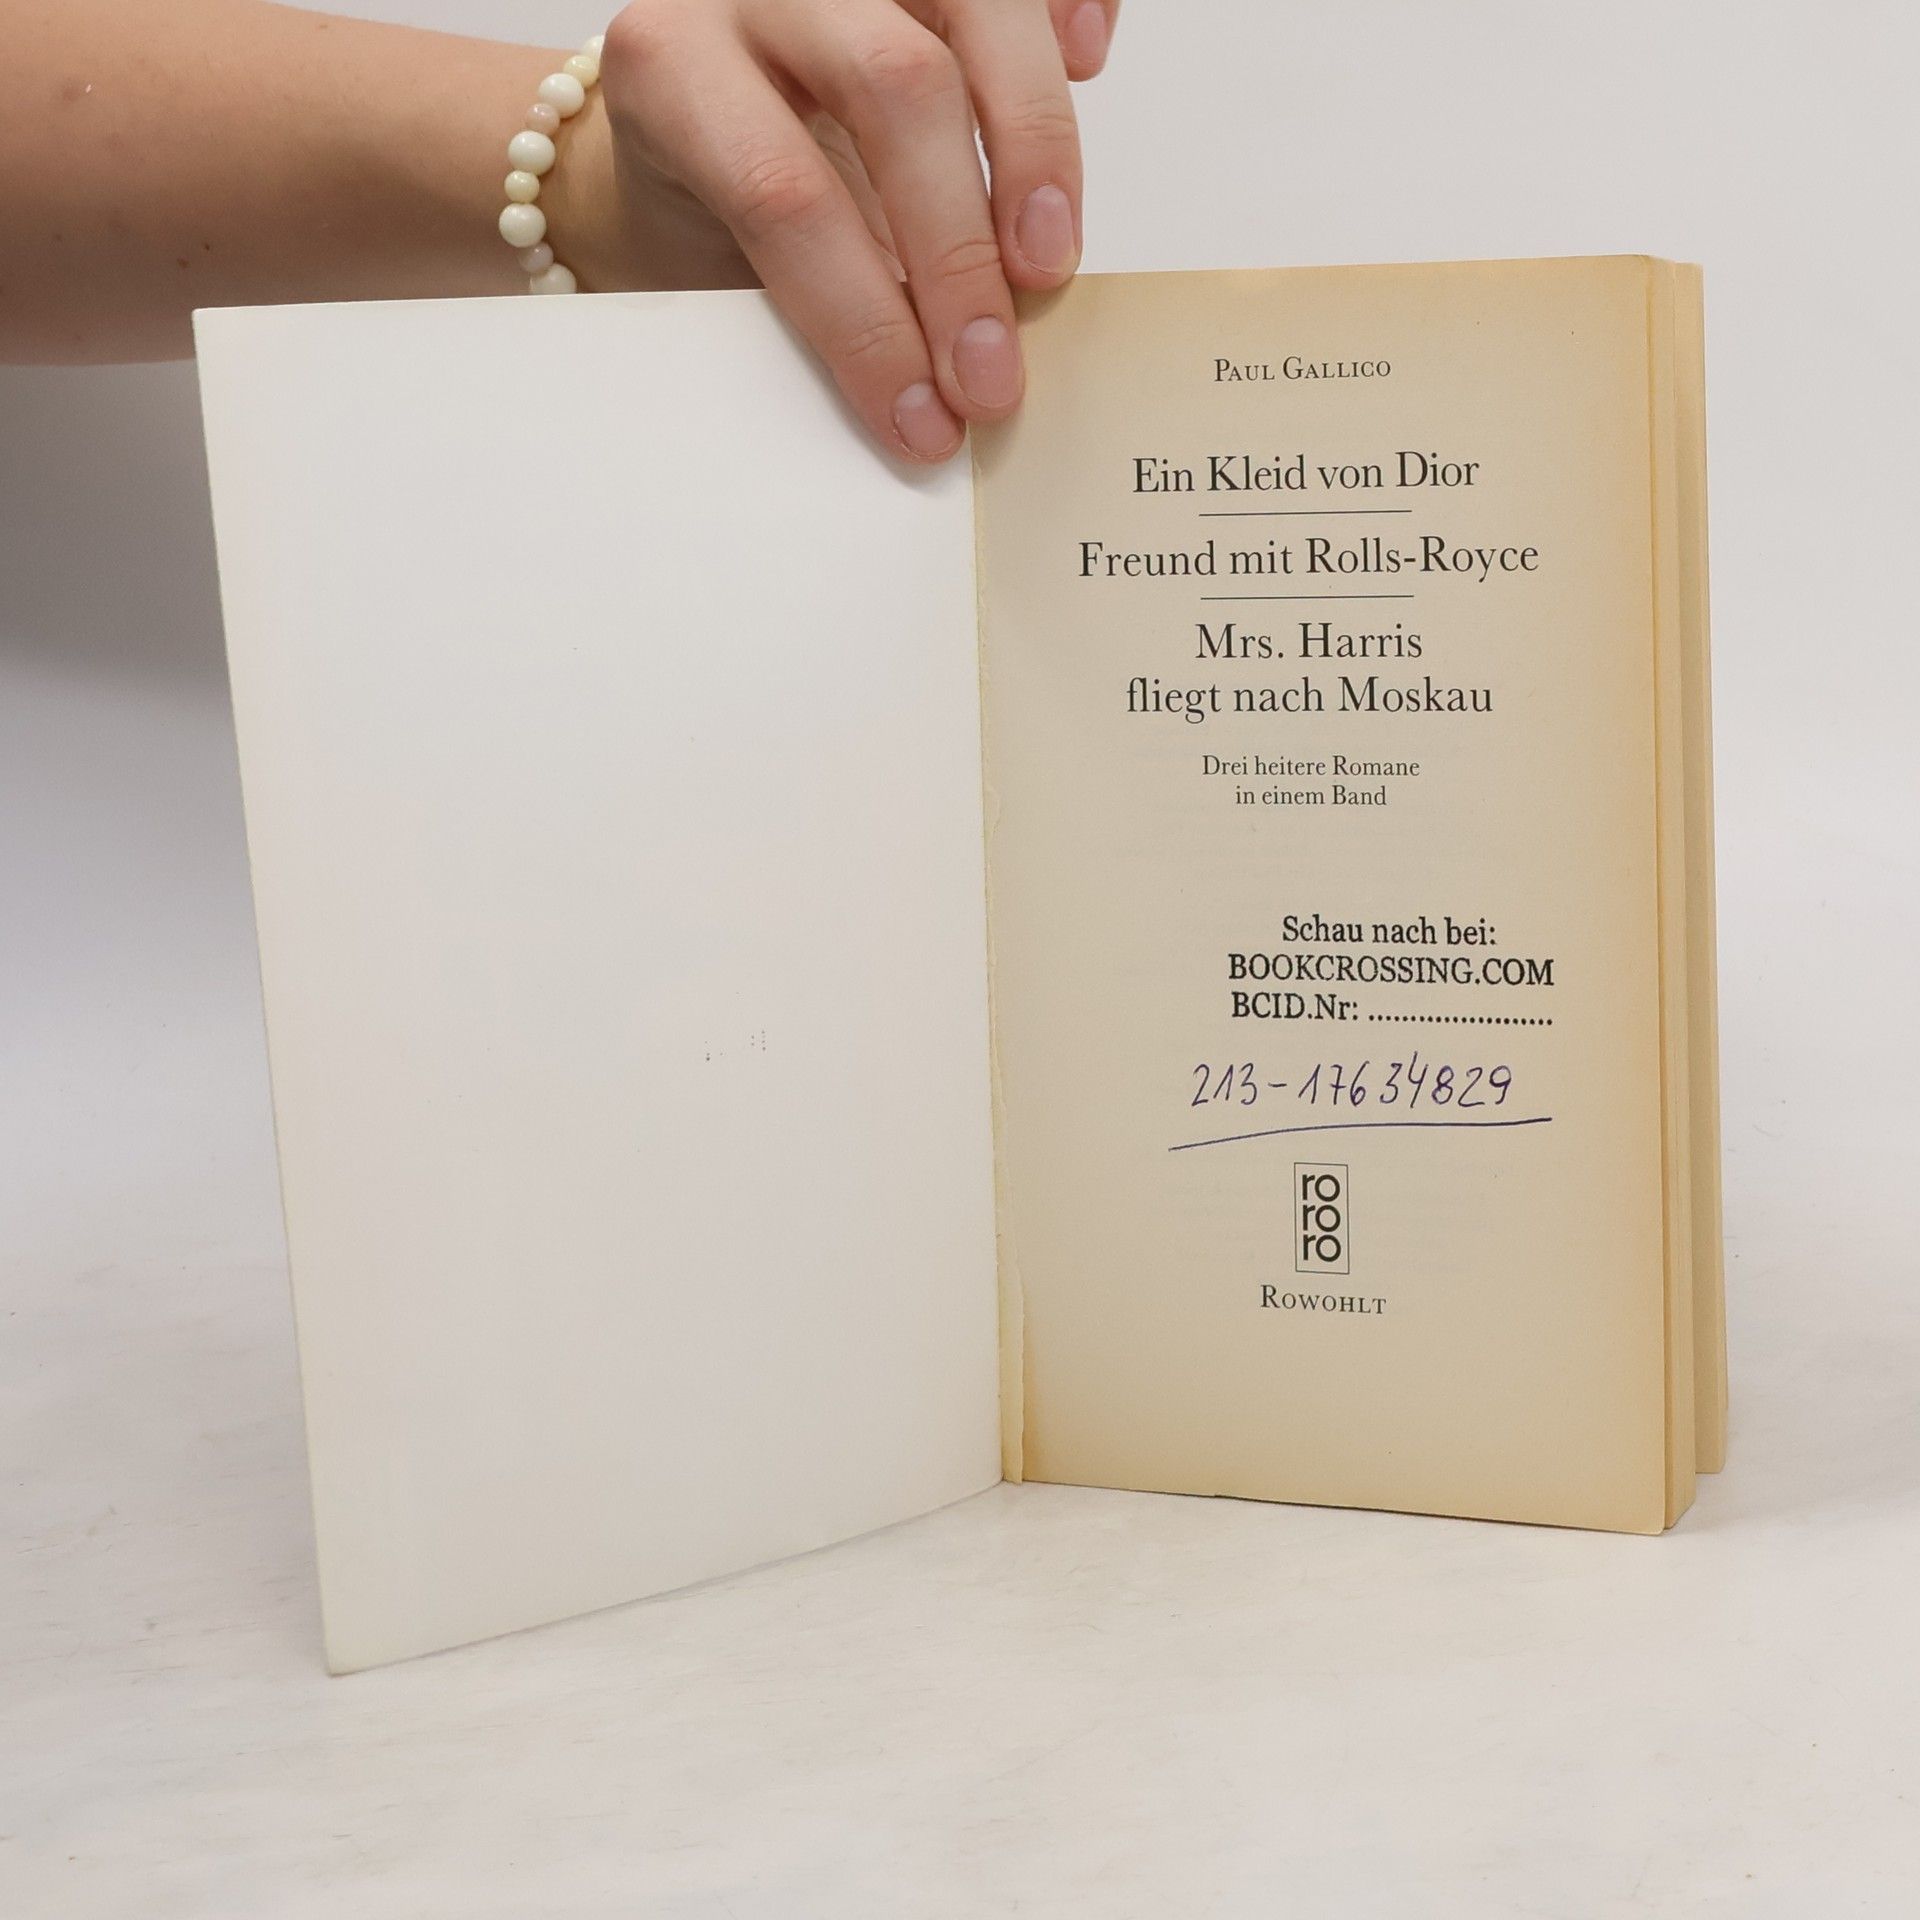 PAUL GALLICO
Ein Kleid von Dior
Freund mit Rolls-Royce
Mrs. Harris
fliegt nach Moskau
Drei heitere Romane
in einem Band
Schau nach bei:
BOOKCROSSING.COM
BCID.Nr: ......................
213-17634829
ro
ro
ro
ROWOHLT